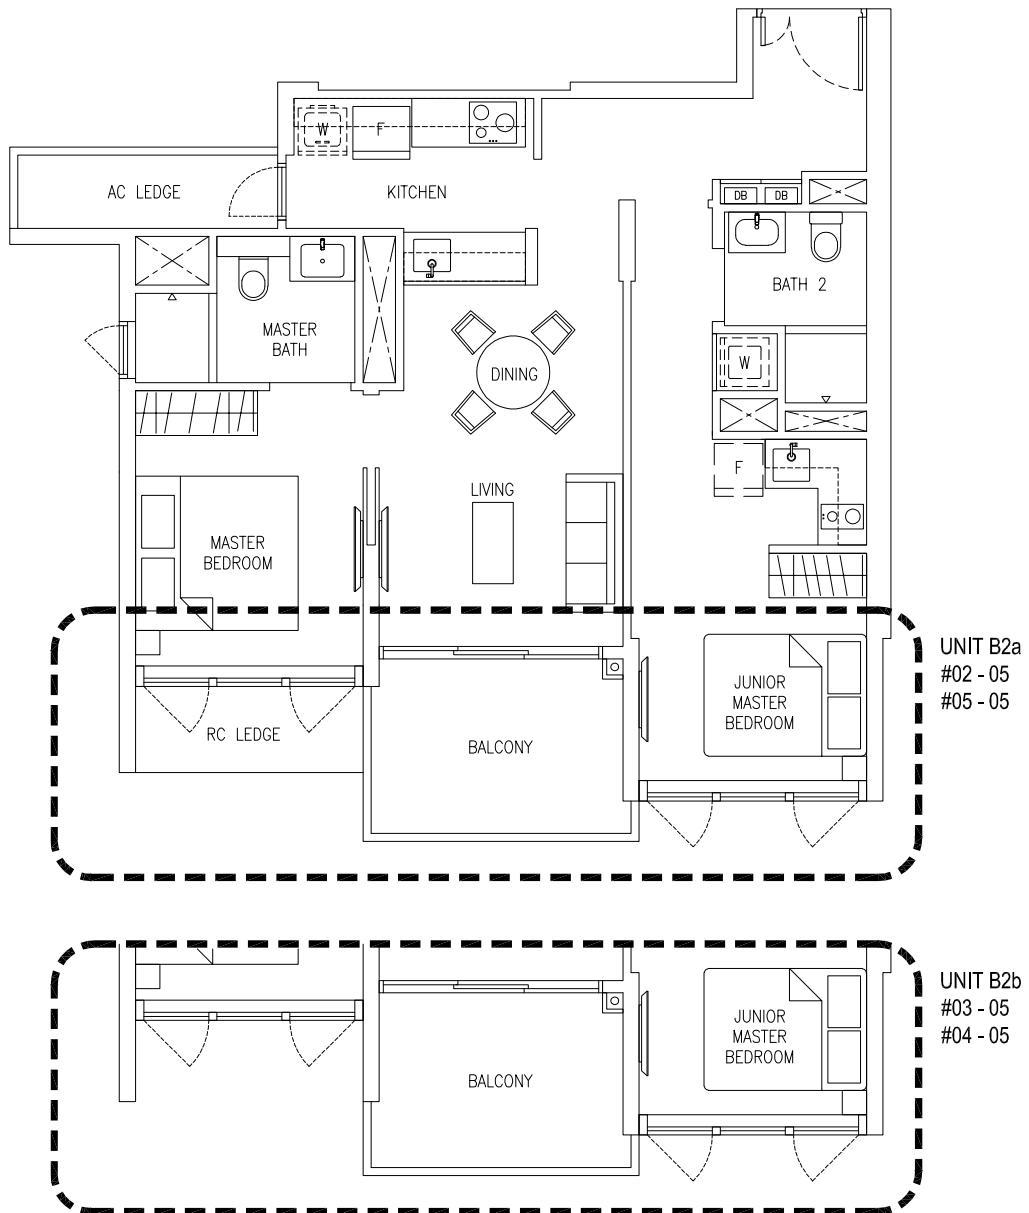 W
F
AC LEDGE
KITCHEN
DB
DB
BATH 2
MASTER
BATH
DINING
W
F
LIVING
MASTER
BEDROOM
UNIT B2a
#02 - 05
#05 - 05
JUNIOR
MASTER
BEDROOM
RC LEDGE
BALCONY
UNIT B2b
#03 - 05
#04 - 05
JUNIOR
MASTER
BEDROOM
BALCONY